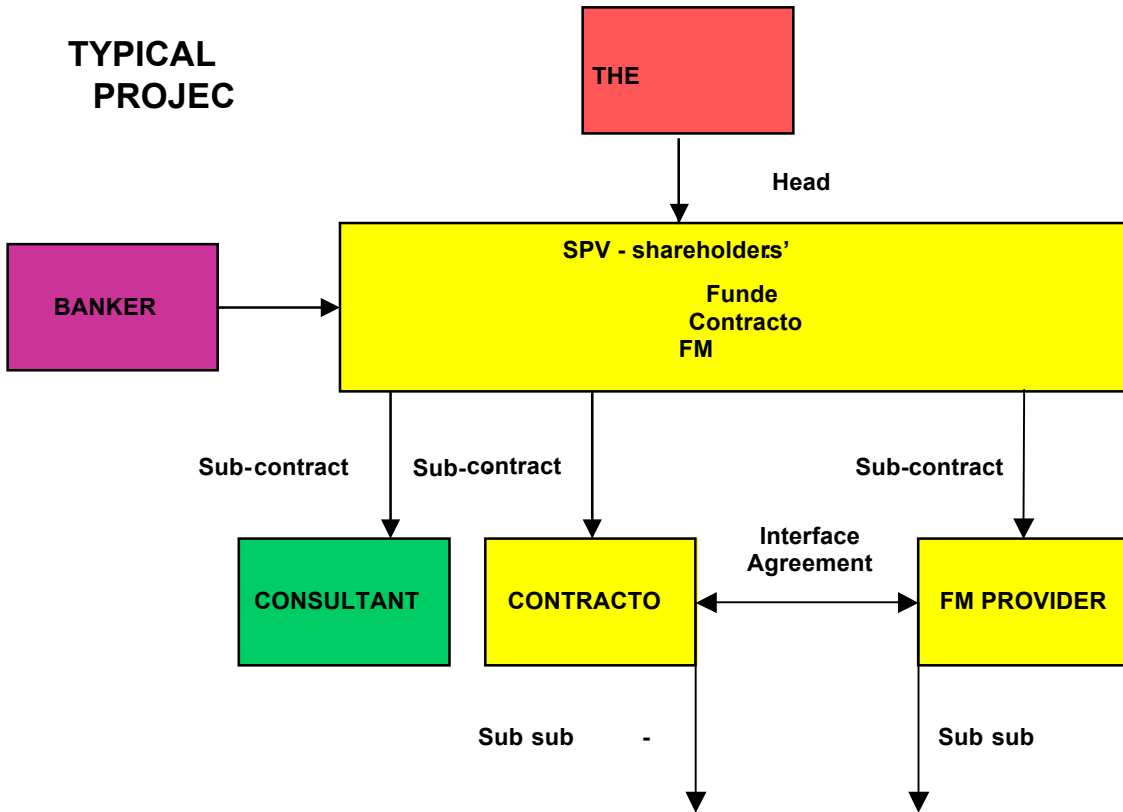 TYPICAL
PROJEC
THE
Head
SPV - shareholders’
Funde
Contracto
FM
BANKER
Sub-contract
Sub-contract
Sub-contract
Interface
Agreement
CONSULTANT
CONTRACTO
FM PROVIDER
Sub sub -
Sub sub